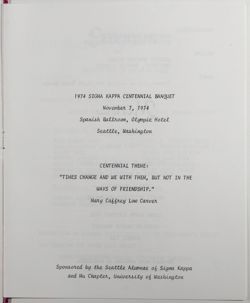 1974 SIGMA KAPPA CENTENNIAL BANQUET
November 7, 1974
Spanish Ballroom, Olympic Hotel
Seattle, Washington
CENTENNIAL THEME:
"TIMES CHANGE AND WE WITH THEM, BUT NOT IN THE
WAYS OF FRIENDSHIP."
Mary Caffrey Low Carver
Sponsored by the Seattle Alumnae of Sigma Kappa
and Mu Chapter, University of Washington